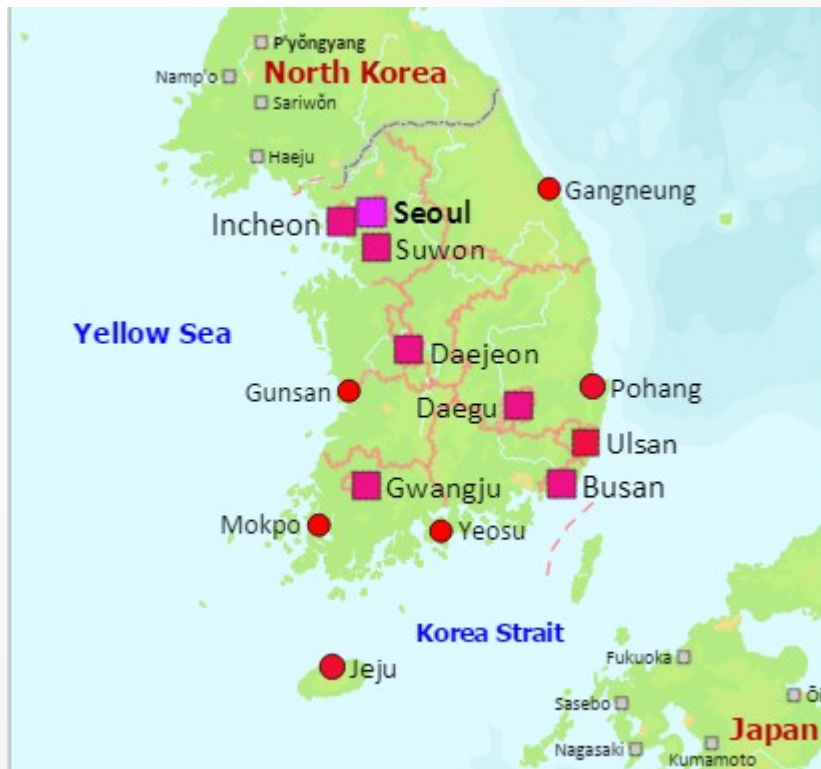 P'yŏngyang
North Korea
Namp'o
Sariwŏn
Haeju
Gangneung
Seoul
Incheon
Suwon
Yellow Sea
Daejeon
Gunsan
Pohang
Daegu
Ulsan
Gwangju
Busan
Mokpo
Yeosu
Korea Strait
Fukuoka
Jeju
Sasebo
Ōi
Japan
Nagasaki
Kumamoto